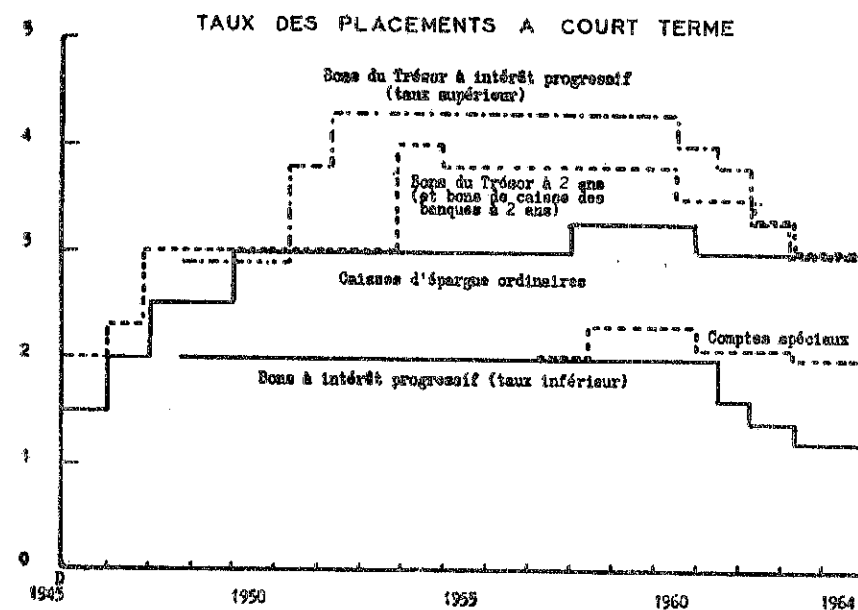 TAUX DES PLACEMENTS A COURT TERME
5
Bons du Trésor à intérêt progressif
(taux supérieur)
4
Bons du Trésor à 2 ans
(et bons de caisse des
banques à 2 ans)
3
Caisses d'épargne ordinaires
Comptes spéciaux
2
Bons à intérêt progressif (taux inférieur)
1
0
D
1945 1950 1955 1960 1964